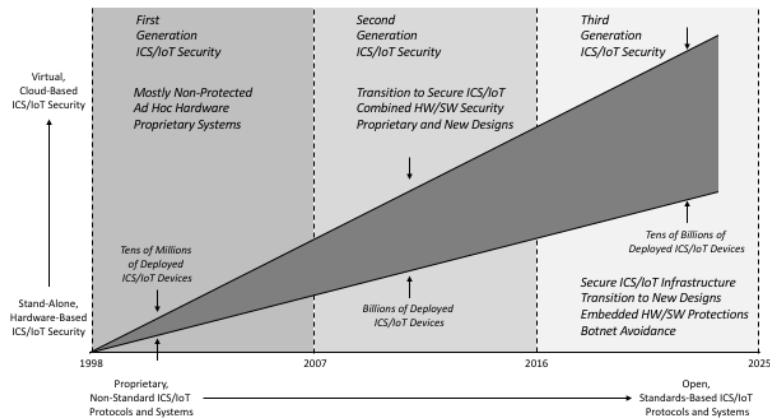 First
Generation
ICS/IoT Security
Second
Generation
ICS/IoT Security
Third
Generation
ICS/IoT Security
Virtual,
Cloud-Based
ICS/IoT Security
Mostly Non-Protected
Ad Hoc Hardware
Proprietary Systems
Transition to Secure ICS/IoT
Combined HW/SW Security
Proprietary and New Designs
Tens of Millions
of Deployed
ICS/IoT Devices
Tens of Billions of
Deployed ICS/IoT Devices
Billions of Deployed
ICS/IoT Devices
Secure ICS/IoT Infrastructure
Transition to New Designs
Embedded HW/SW Protections
Botnet Avoidance
Stand-Alone,
Hardware-Based
ICS/IoT Security
1998
2007
2016
2025
Proprietary,
Non-Standard ICS/IoT
Protocols and Systems
Open,
Standards-Based ICS/IoT
Protocols and Systems